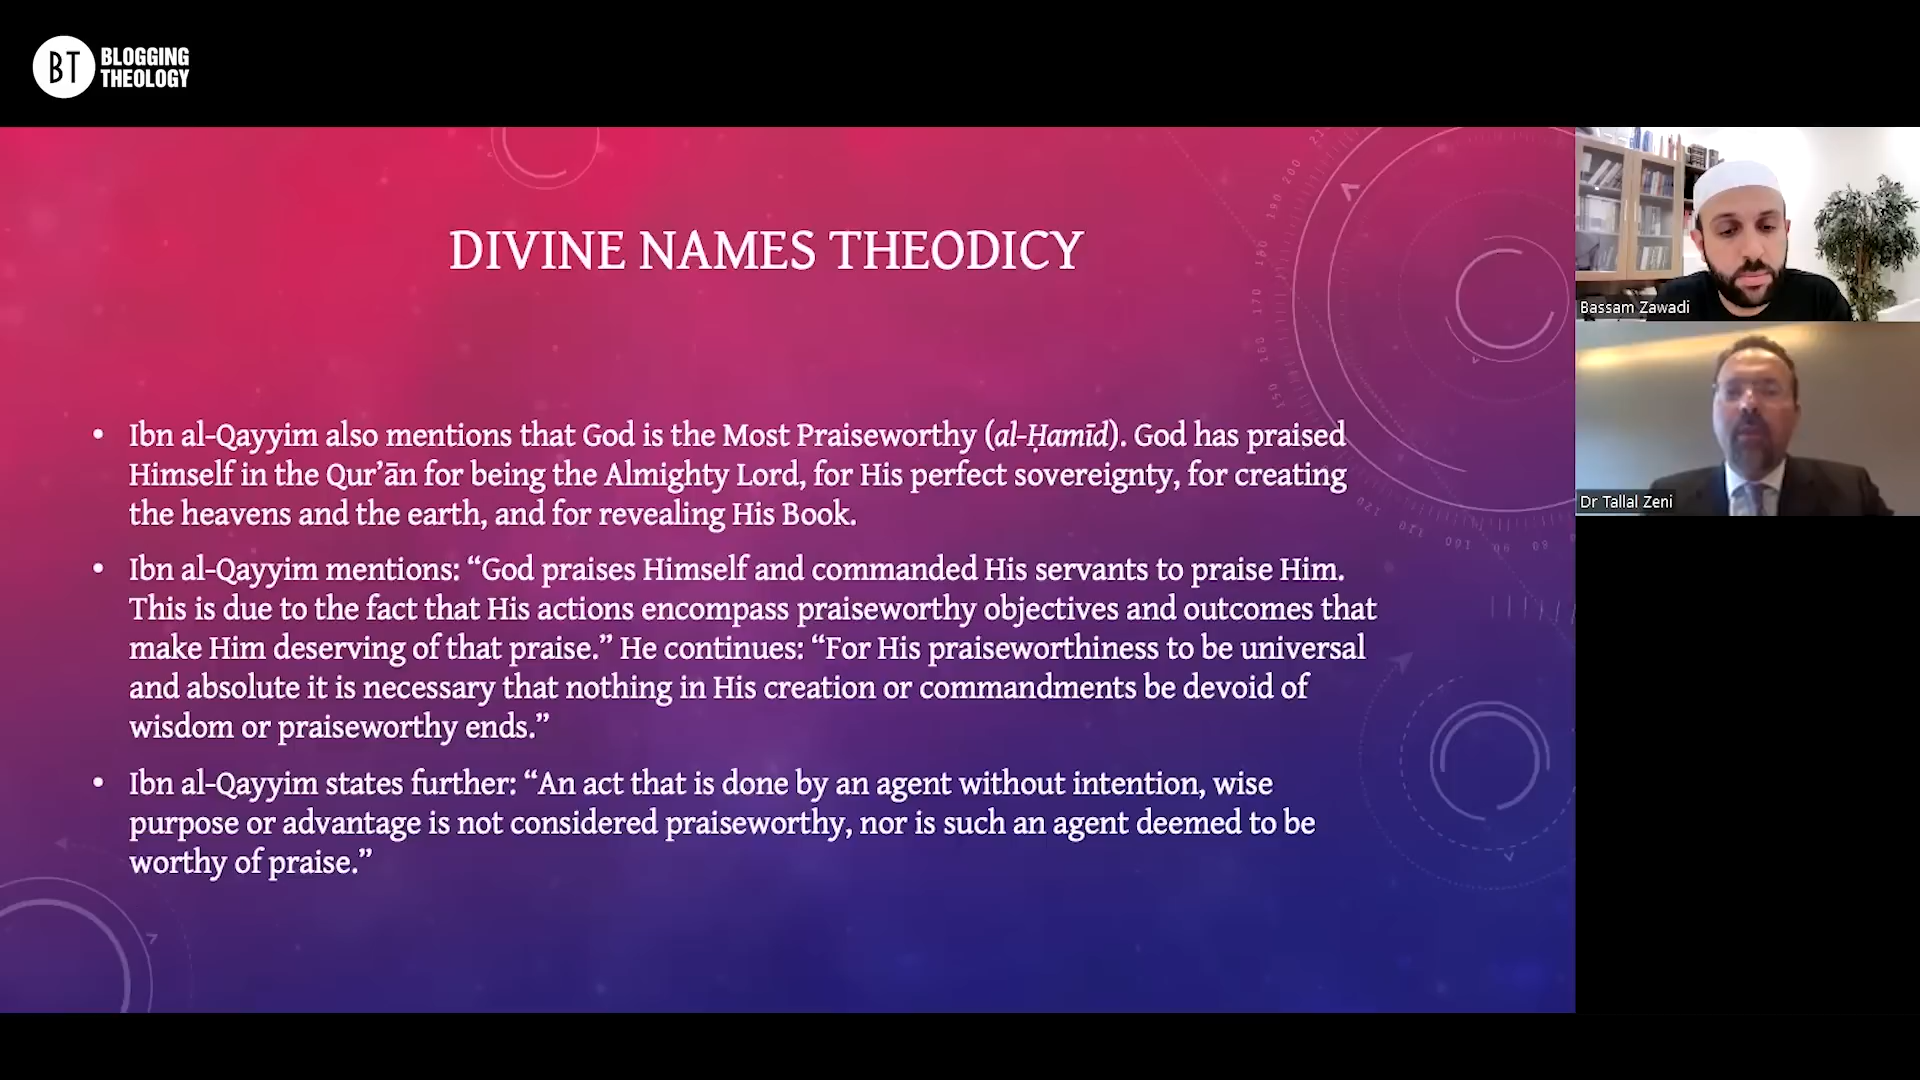 BT BLOGGING
THEOLOGY
DIVINE NAMES THEODICY
• Ibn al-Qayyim also mentions that God is the Most Praiseworthy (al-Ḥamīd). God has praised
Himself in the Qur’ān for being the Almighty Lord, for His perfect sovereignty, for creating
the heavens and the earth, and for revealing His Book.
• Ibn al-Qayyim mentions: “God praises Himself and commanded His servants to praise Him.
This is due to the fact that His actions encompass praiseworthy objectives and outcomes that
make Him deserving of that praise.” He continues: “For His praiseworthiness to be universal
and absolute it is necessary that nothing in His creation or commandments be devoid of
wisdom or praiseworthy ends.”
• Ibn al-Qayyim states further: “An act that is done by an agent without intention, wise
purpose or advantage is not considered praiseworthy, nor is such an agent deemed to be
worthy of praise.”
Bassam Zawadi
Dr Tallal Zeni